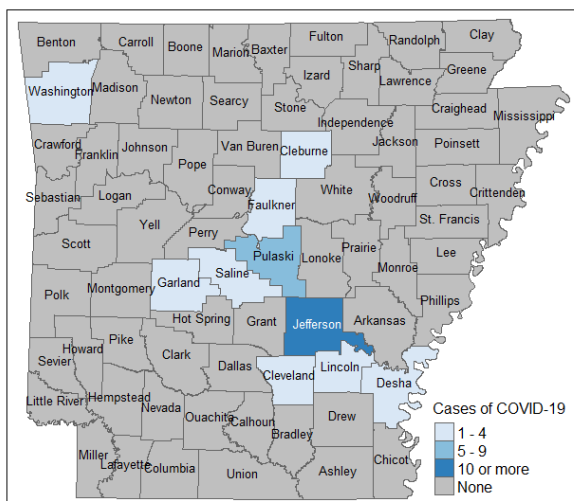 Benton
Carroll
Boone
Marion
Baxter
Fulton
Randolph
Clay
Washington
Madison
Newton
Searcy
Stone
Izard
Sharp
Lawrence
Greene
Independence
Craighead
Mississippi
Crawford
Franklin
Johnson
Pope
Van Buren
Cleburne
Jackson
Poinsett
Sebastian
Logan
Conway
Faulkner
White
Woodruff
Cross
Crittenden
Scott
Yell
Perry
Pulaski
Lonoke
Prairie
Monroe
St. Francis
Lee
Phillips
Polk
Montgomery
Garland
Saline
Hot Spring
Grant
Jefferson
Arkansas
Sevier
Howard
Pike
Clark
Dallas
Cleveland
Lincoln
Desha
Little River
Hempstead
Nevada
Ouachita
Calhoun
Bradley
Drew
Miller
Lafayette
Columbia
Union
Ashley
Chicot
Cases of COVID-19
1 - 4
5 - 9
10 or more
None